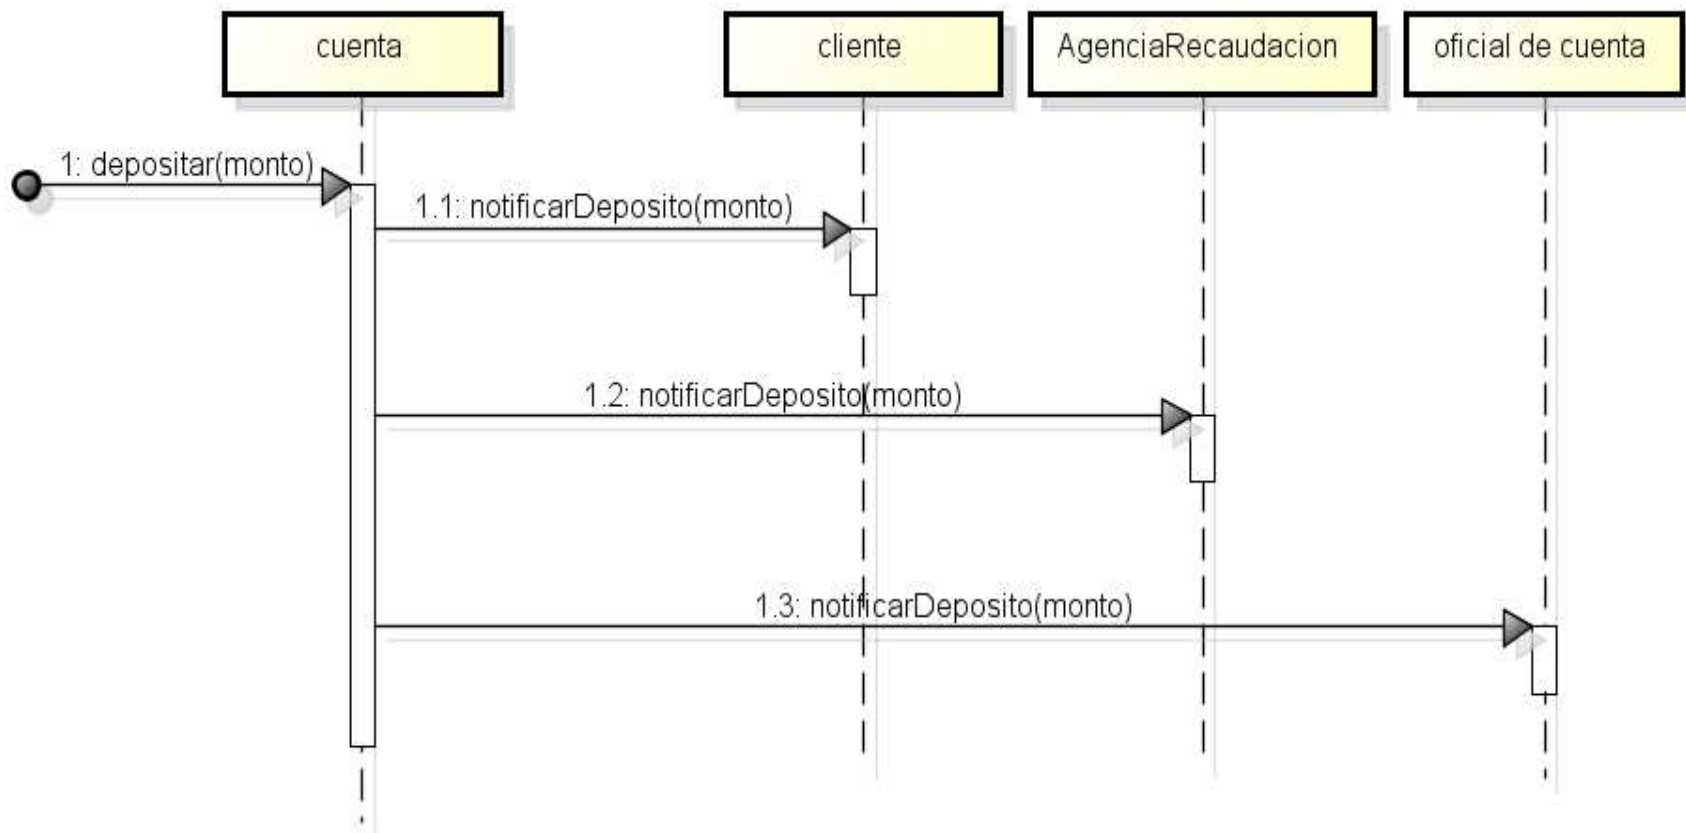 cuenta
cliente
AgenciaRecaudacion
oficial de cuenta
1: depositar(monto)
1.1: notificarDeposito(monto)
1.2: notificarDeposito(monto)
1.3: notificarDeposito(monto)